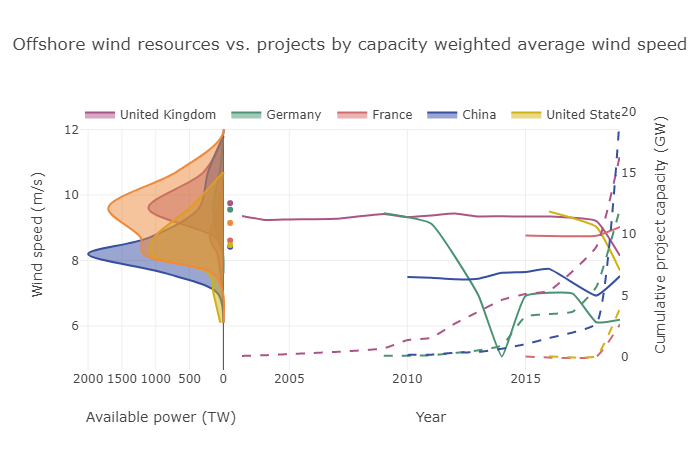 Offshore wind resources vs. projects by capacity weighted average wind speed
United Kingdom Germany France China United State
20
12
15
10
10
8
5
6
0
2000 1500 1000 500 0 2005 2010 2015
Available power (TW) Year
Wind speed (m/s)
Cumulative project capacity (GW)